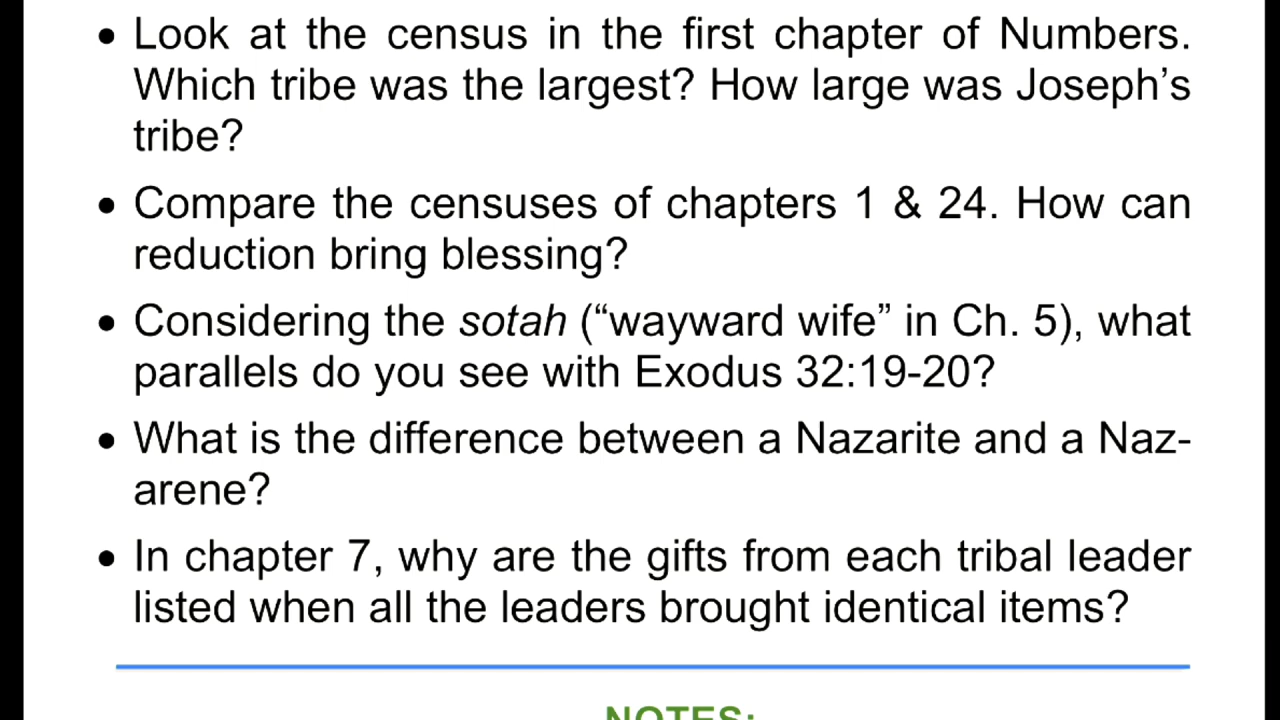 • Look at the census in the first chapter of Numbers.
Which tribe was the largest? How large was Joseph’s
tribe?
• Compare the censuses of chapters 1 & 24. How can
reduction bring blessing?
• Considering the sotah (“wayward wife” in Ch. 5), what
parallels do you see with Exodus 32:19-20?
• What is the difference between a Nazarite and a Naz-
arene?
• In chapter 7, why are the gifts from each tribal leader
listed when all the leaders brought identical items?
NOTES: